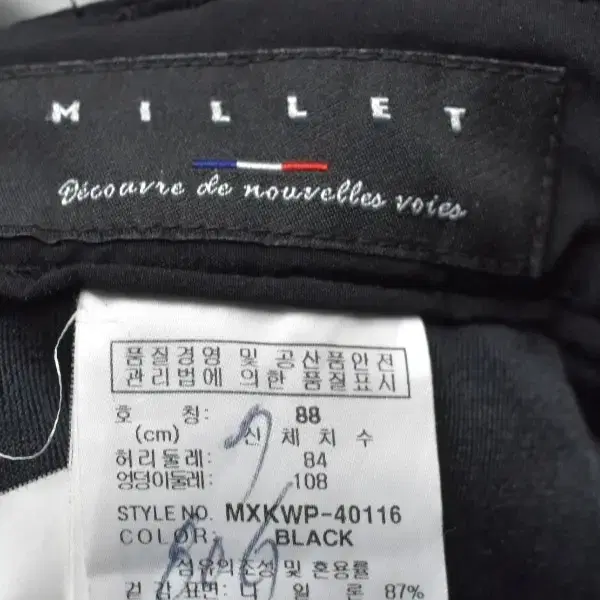 MILLET
Découvre de nouvelles voies
품질경영 및 공산품안전
관리법에 의한 품질표시
호 칭: 88
(cm) 신체치수
허리둘레: 84
엉덩이둘레: 108
STYLE NO. MXKWP-40116
COLOR: BLACK
섬유의조성 및 혼용률
겉감 표면: 나 일 론 87%